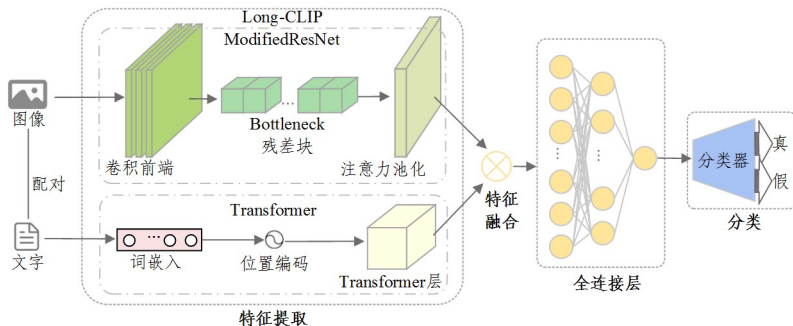 Long-CLIP
ModifiedResNet
图像
卷积前端
Bottleneck
残差块
注意力池化
配对
文字
Transformer
词嵌入
位置编码
Transformer层
特征提取
特征
融合
全连接层
分类器
真
假
分类